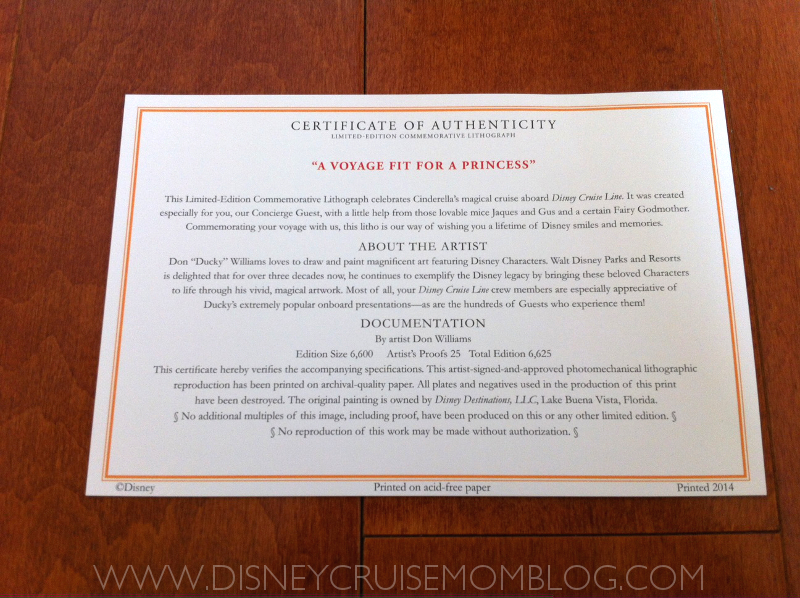 CERTIFICATE OF AUTHENTICITY
LIMITED-EDITION COMMEMORATIVE LITHOGRAPH
“A VOYAGE FIT FOR A PRINCESS”
This Limited-Edition Commemorative Lithograph celebrates Cinderella’s magical cruise aboard Disney Cruise Line. It was created
especially for you, our Concierge Guest, with a little help from those lovable mice Jaques and Gus and a certain Fairy Godmother.
Commemorating your voyage with us, this litho is our way of wishing you a lifetime of Disney smiles and memories.
ABOUT THE ARTIST
Don “Ducky” Williams loves to draw and paint magnificent art featuring Disney Characters. Walt Disney Parks and Resorts
is delighted that for over three decades now, he continues to exemplify the Disney legacy by bringing these beloved Characters
to life through his vivid, magical artwork. Most of all, your Disney Cruise Line crew members are especially appreciative of
Ducky’s extremely popular onboard presentations—as are the hundreds of Guests who experience them!
DOCUMENTATION
By artist Don Williams
Edition Size 6,600 Artist’s Proofs 25 Total Edition 6,625
This certificate hereby verifies the accompanying specifications. This artist-signed-and-approved photomechanical lithographic
reproduction has been printed on archival-quality paper. All plates and negatives used in the production of this print
have been destroyed. The original painting is owned by Disney Destinations, LLC, Lake Buena Vista, Florida.
§ No additional multiples of this image, including proof, have been produced on this or any other limited edition. §
§ No reproduction of this work may be made without authorization. §
©Disney Printed on acid-free paper Printed 2014
WWW.DISNEYCRUISEMOMBLOG.COM